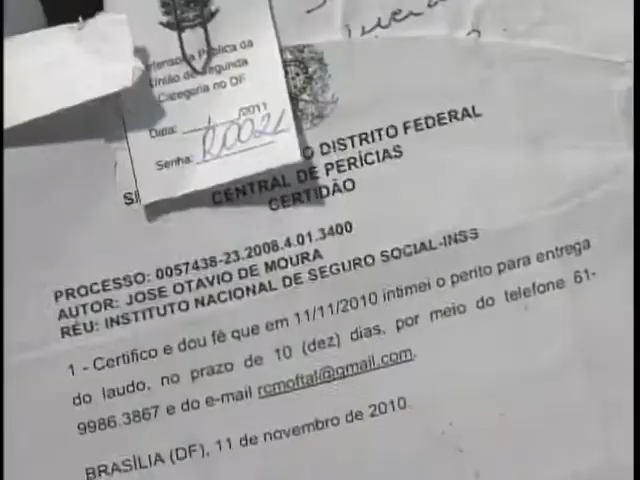 Pública da
União de Segunda
Categoria no DF
Data: / /2011
Senha: R0021
O DISTRITO FEDERAL
CENTRAL DE PERÍCIAS
CERTIDÃO
PROCESSO: 0057438-23.2008.4.01.3400
AUTOR: JOSE OTAVIO DE MOURA
RÉU: INSTITUTO NACIONAL DE SEGURO SOCIAL-INSS
1 - Certifico e dou fé que em 11/11/2010 intimei o perito para entrega
do laudo, no prazo de 10 (dez) dias, por meio do telefone 61-
9986.3867 e do e-mail rcmoftal@gmail.com.
BRASÍLIA (DF), 11 de novembro de 2010.